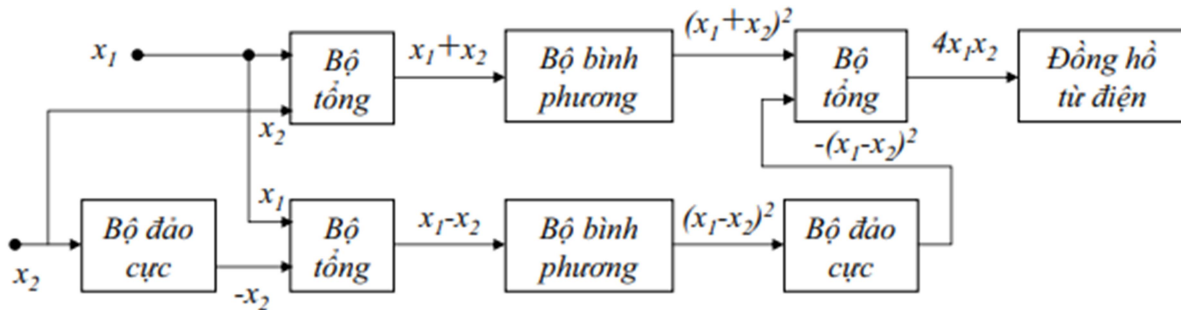 x₁
Bộ
tổng
x₁+x₂
Bộ bình
phương
(x₁+x₂)²
Bộ
tổng
4x₁x₂
Đồng hồ
từ điện
x₂
-(x₁-x₂)²
x₂
Bộ đảo
cực
-x₂
x₁
Bộ
tổng
x₁-x₂
Bộ bình
phương
(x₁-x₂)²
Bộ đảo
cực